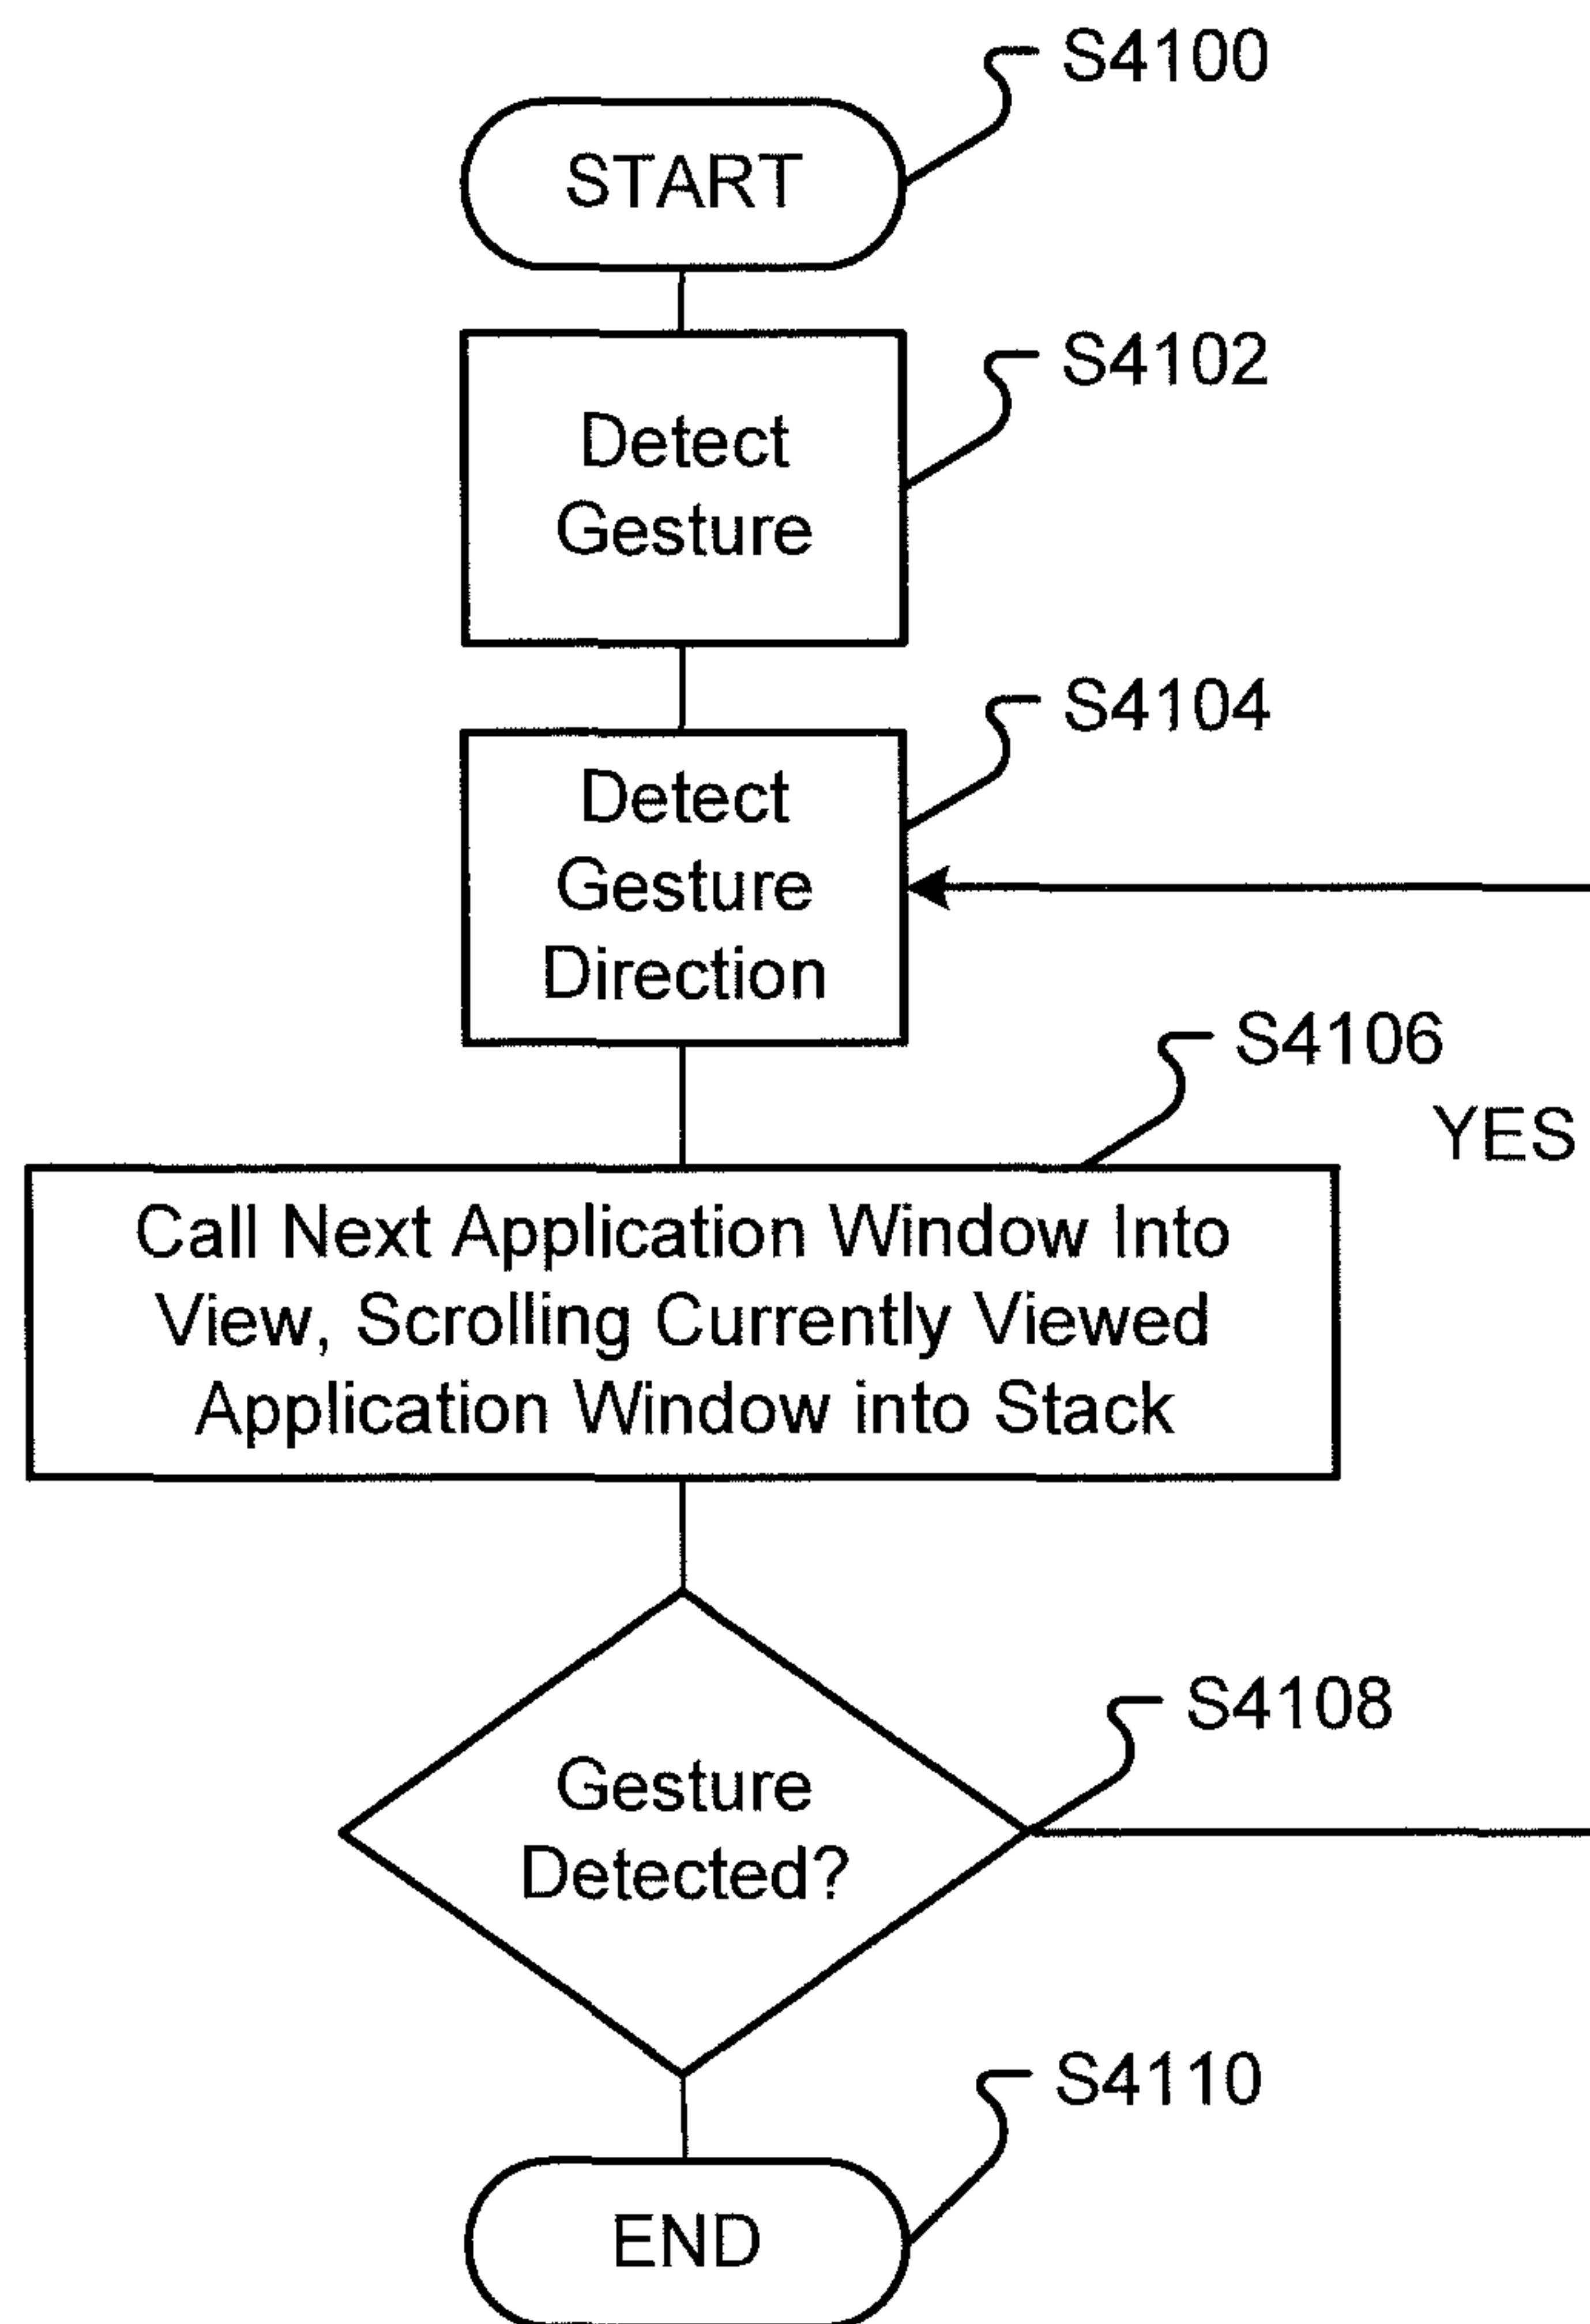 S4100
START
S4102
Detect
Gesture
S4104
Detect
Gesture
Direction
S4106
YES
Call Next Application Window Into
View, Scrolling Currently Viewed
Application Window into Stack
S4108
Gesture
Detected?
S4110
END